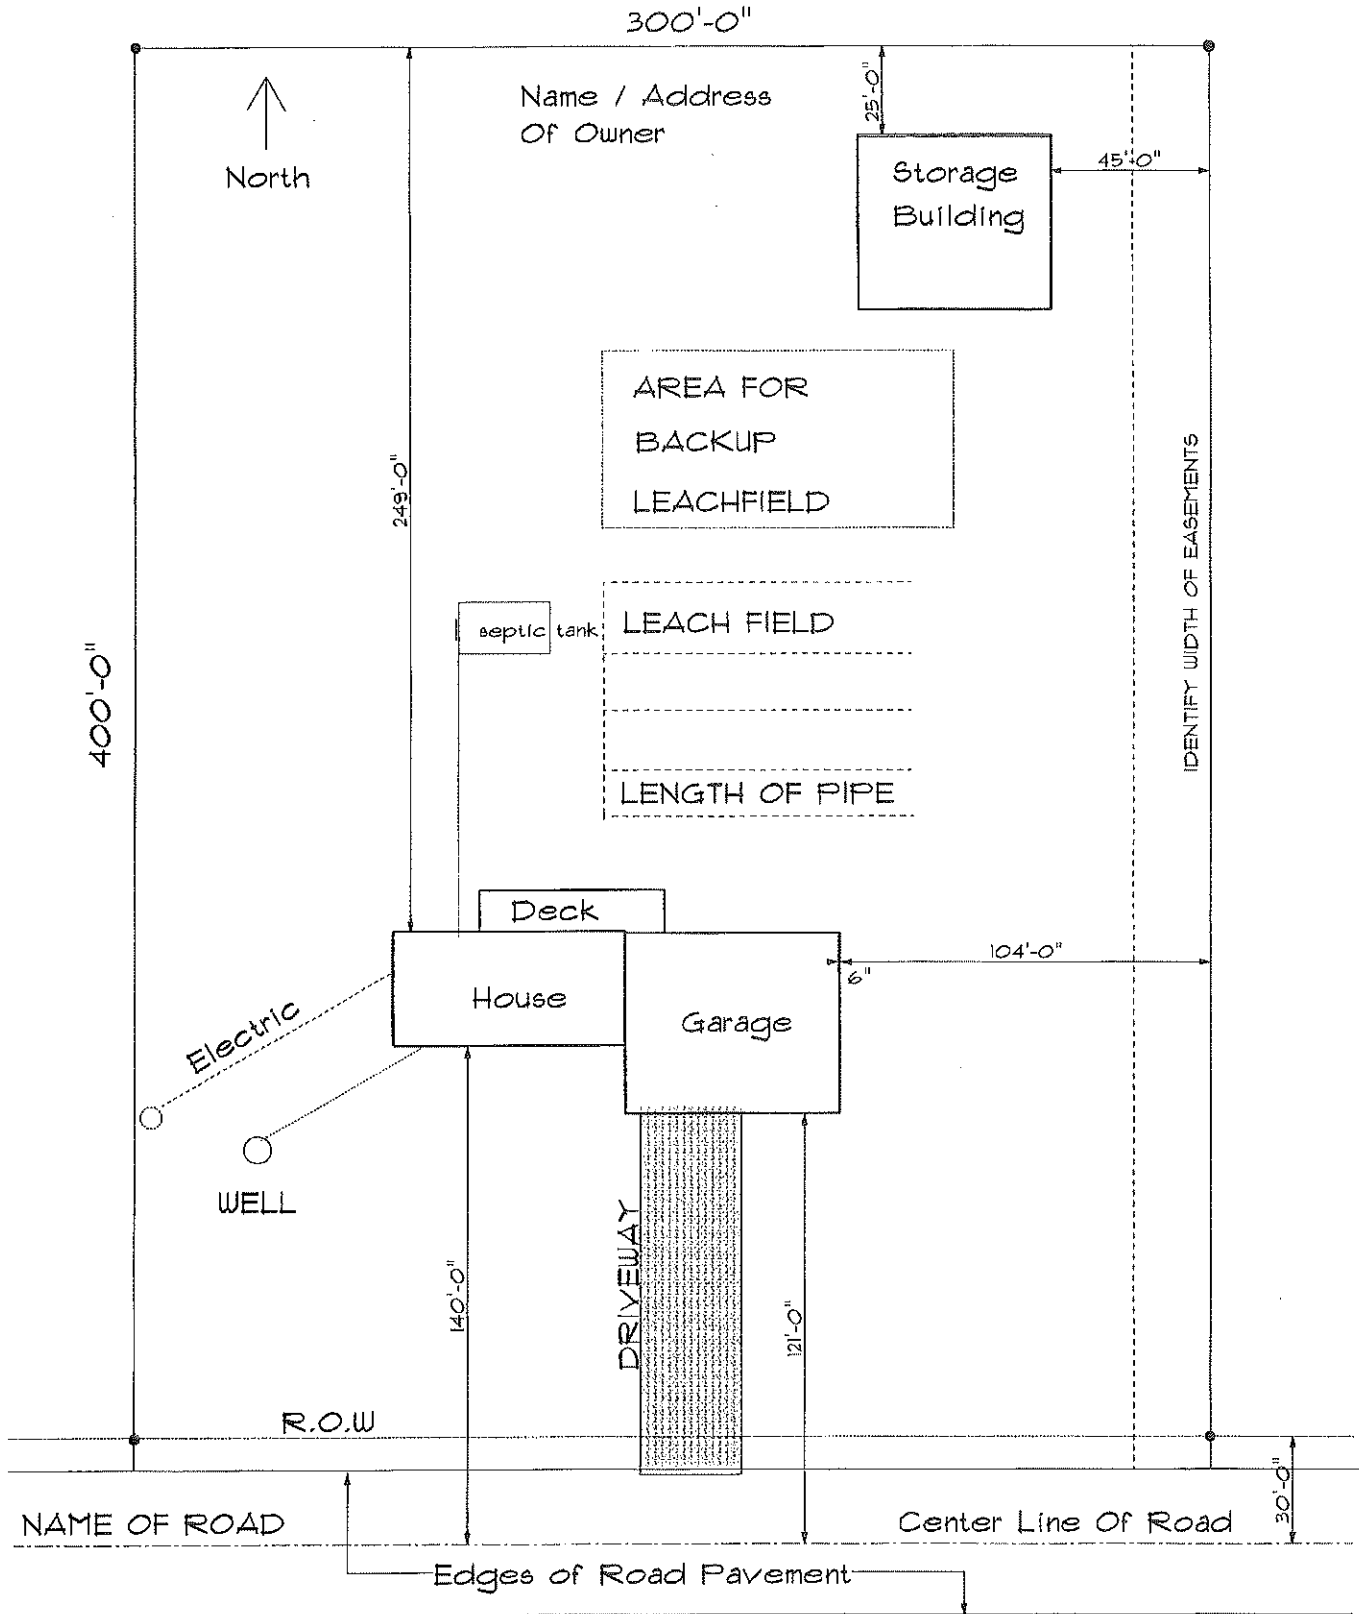 300'-0"
Name / Address
Of Owner
North
25'-0"
45'-0"
Storage
Building
AREA FOR
BACKUP
LEACHFIELD
249'-0"
IDENTIFY WIDTH OF EASEMENTS
septic tank
LEACH FIELD
400'-0"
LENGTH OF PIPE
Deck
104'-0"
6"
House
Garage
Electric
WELL
DRIVEWAY
140'-0"
121'-0"
R.O.W
30'-0"
NAME OF ROAD
Center Line Of Road
Edges of Road Pavement